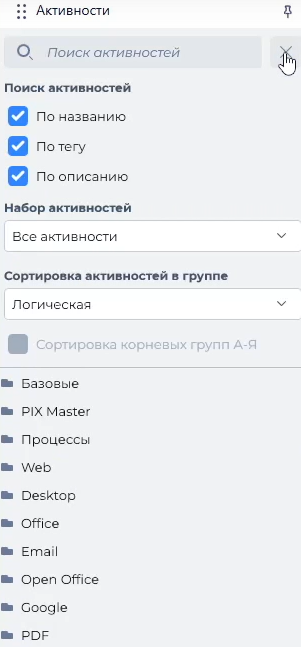 Активности
Поиск активностей
Поиск активностей
По названию
По тегу
По описанию
Набор активностей
Все активности
Сортировка активностей в группе
Логическая
Сортировка корневых групп А-Я
Базовые
PIX Master
Процессы
Web
Desktop
Office
Email
Open Office
Google
PDF